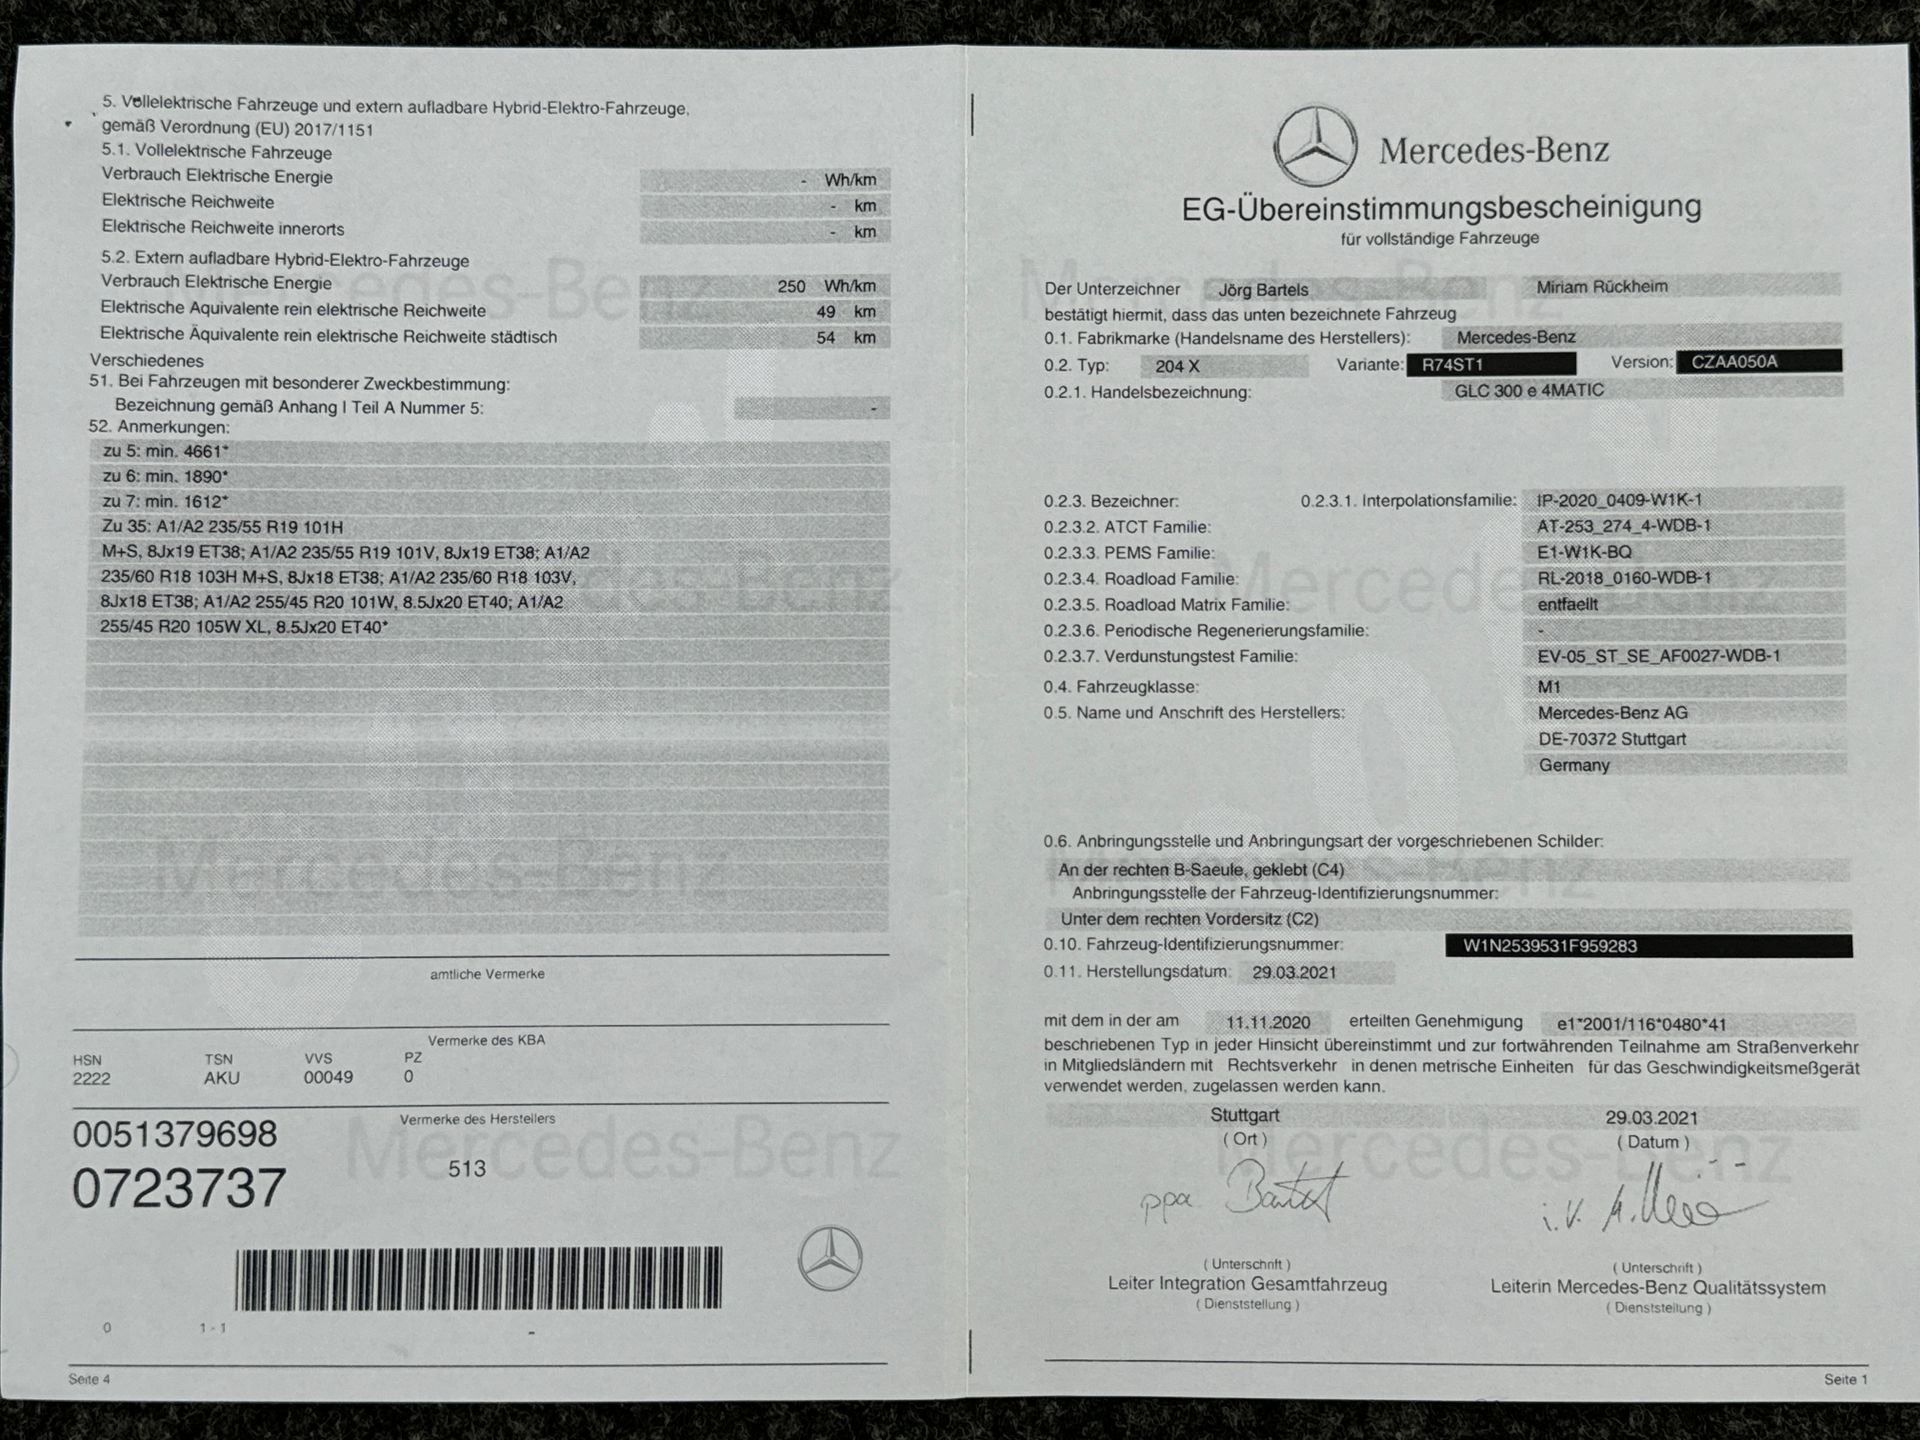 5. Vollelektrische Fahrzeuge und extern aufladbare Hybrid-Elektro-Fahrzeuge,
gemäß Verordnung (EU) 2017/1151
5.1. Vollelektrische Fahrzeuge
Verbrauch Elektrische Energie - Wh/km
Elektrische Reichweite - km
Elektrische Reichweite innerorts - km
5.2. Extern aufladbare Hybrid-Elektro-Fahrzeuge
Verbrauch Elektrische Energie 250 Wh/km
Elektrische Äquivalente rein elektrische Reichweite 49 km
Elektrische Äquivalente rein elektrische Reichweite städtisch 54 km
Verschiedenes
51. Bei Fahrzeugen mit besonderer Zweckbestimmung:
Bezeichnung gemäß Anhang I Teil A Nummer 5: -
52. Anmerkungen:
zu 5: min. 4661*
zu 6: min. 1890*
zu 7: min. 1612*
Zu 35: A1/A2 235/55 R19 101H
M+S, 8Jx19 ET38; A1/A2 235/55 R19 101V, 8Jx19 ET38; A1/A2
235/60 R18 103H M+S, 8Jx18 ET38; A1/A2 235/60 R18 103V,
8Jx18 ET38; A1/A2 255/45 R20 101W, 8.5Jx20 ET40; A1/A2
255/45 R20 105W XL, 8.5Jx20 ET40*
amtliche Vermerke
Vermerke des KBA
HSN TSN VVS PZ
2222 AKU 00049 0
Vermerke des Herstellers
0051379698
0723737 513
0 1-1 -
Seite 4
Mercedes-Benz
EG-Übereinstimmungsbescheinigung
für vollständige Fahrzeuge
Der Unterzeichner Jörg Bartels Miriam Rückheim
bestätigt hiermit, dass das unten bezeichnete Fahrzeug
0.1. Fabrikmarke (Handelsname des Herstellers): Mercedes-Benz
0.2. Typ: 204 X Variante: R74ST1 Version: CZAA050A
0.2.1. Handelsbezeichnung: GLC 300 e 4MATIC
0.2.3. Bezeichner: 0.2.3.1. Interpolationsfamilie: IP-2020_0409-W1K-1
0.2.3.2. ATCT Familie: AT-253_274_4-WDB-1
0.2.3.3. PEMS Familie: E1-W1K-BQ
0.2.3.4. Roadload Familie: RL-2018_0160-WDB-1
0.2.3.5. Roadload Matrix Familie: entfaellt
0.2.3.6. Periodische Regenerierungsfamilie: -
0.2.3.7. Verdunstungstest Familie: EV-05_ST_SE_AF0027-WDB-1
0.4. Fahrzeugklasse: M1
0.5. Name und Anschrift des Herstellers: Mercedes-Benz AG
DE-70372 Stuttgart
Germany
0.6. Anbringungsstelle und Anbringungsart der vorgeschriebenen Schilder:
An der rechten B-Saeule, geklebt (C4)
Anbringungsstelle der Fahrzeug-Identifizierungsnummer:
Unter dem rechten Vordersitz (C2)
0.10. Fahrzeug-Identifizierungsnummer: W1N2539531F959283
0.11. Herstellungsdatum: 29.03.2021
mit dem in der am 11.11.2020 erteilten Genehmigung e1*2001/116*0480*41
beschriebenen Typ in jeder Hinsicht übereinstimmt und zur fortwährenden Teilnahme am Straßenverkehr
in Mitgliedsländern mit Rechtsverkehr in denen metrische Einheiten für das Geschwindigkeitsmeßgerät
verwendet werden, zugelassen werden kann.
Stuttgart 29.03.2021
( Ort ) ( Datum )
ppa Bartels i.V.
( Unterschrift ) ( Unterschrift )
Leiter Integration Gesamtfahrzeug Leiterin Mercedes-Benz Qualitätssystem
( Dienststellung ) ( Dienststellung )
Seite 1